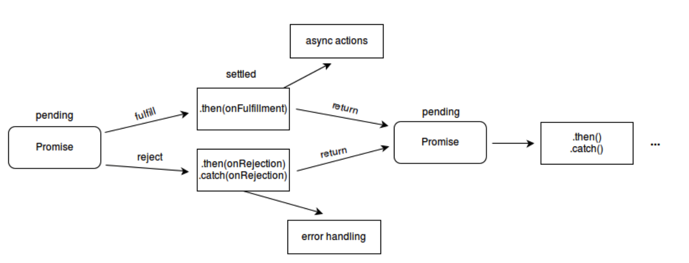 async actions
settled
pending
fulfill
.then(onFulfillment)
return
pending
Promise
reject
.then(onRejection)
.catch(onRejection)
return
Promise
.then()
.catch()
...
error handling